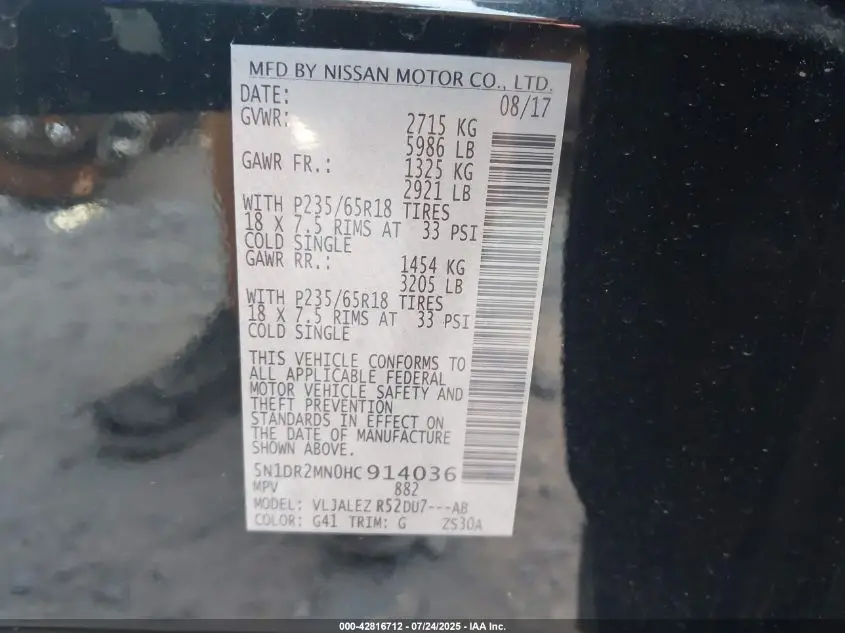 MFD BY NISSAN MOTOR CO., LTD.
DATE: 08/17
GVWR: 2715 KG
5986 LB
GAWR FR.: 1325 KG
2921 LB
WITH P235/65R18 TIRES
18 X 7.5 RIMS AT 33 PSI
COLD SINGLE
GAWR RR.: 1454 KG
3205 LB
WITH P235/65R18 TIRES
18 X 7.5 RIMS AT 33 PSI
COLD SINGLE
THIS VEHICLE CONFORMS TO
ALL APPLICABLE FEDERAL
MOTOR VEHICLE SAFETY AND
THEFT PREVENTION
STANDARDS IN EFFECT ON
THE DATE OF MANUFACTURE
SHOWN ABOVE.
5N1DR2MN0HC914036
MPV 882
MODEL: VLJALEZ R52DU7---AB
COLOR: G41 TRIM: G ZS30A
000-42816712 - 07/24/2025 - IAA Inc.